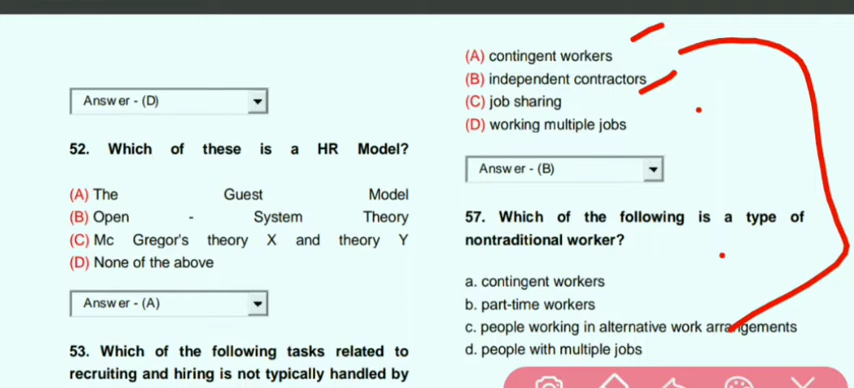 Answer - (D)
52. Which of these is a HR Model?
(A) The Guest Model
(B) Open - System Theory
(C) Mc Gregor's theory X and theory Y
(D) None of the above
Answer - (A)
53. Which of the following tasks related to
recruiting and hiring is not typically handled by
(A) contingent workers
(B) independent contractors
(C) job sharing
(D) working multiple jobs
Answer - (B)
57. Which of the following is a type of
nontraditional worker?
a. contingent workers
b. part-time workers
c. people working in alternative work arrangements
d. people with multiple jobs